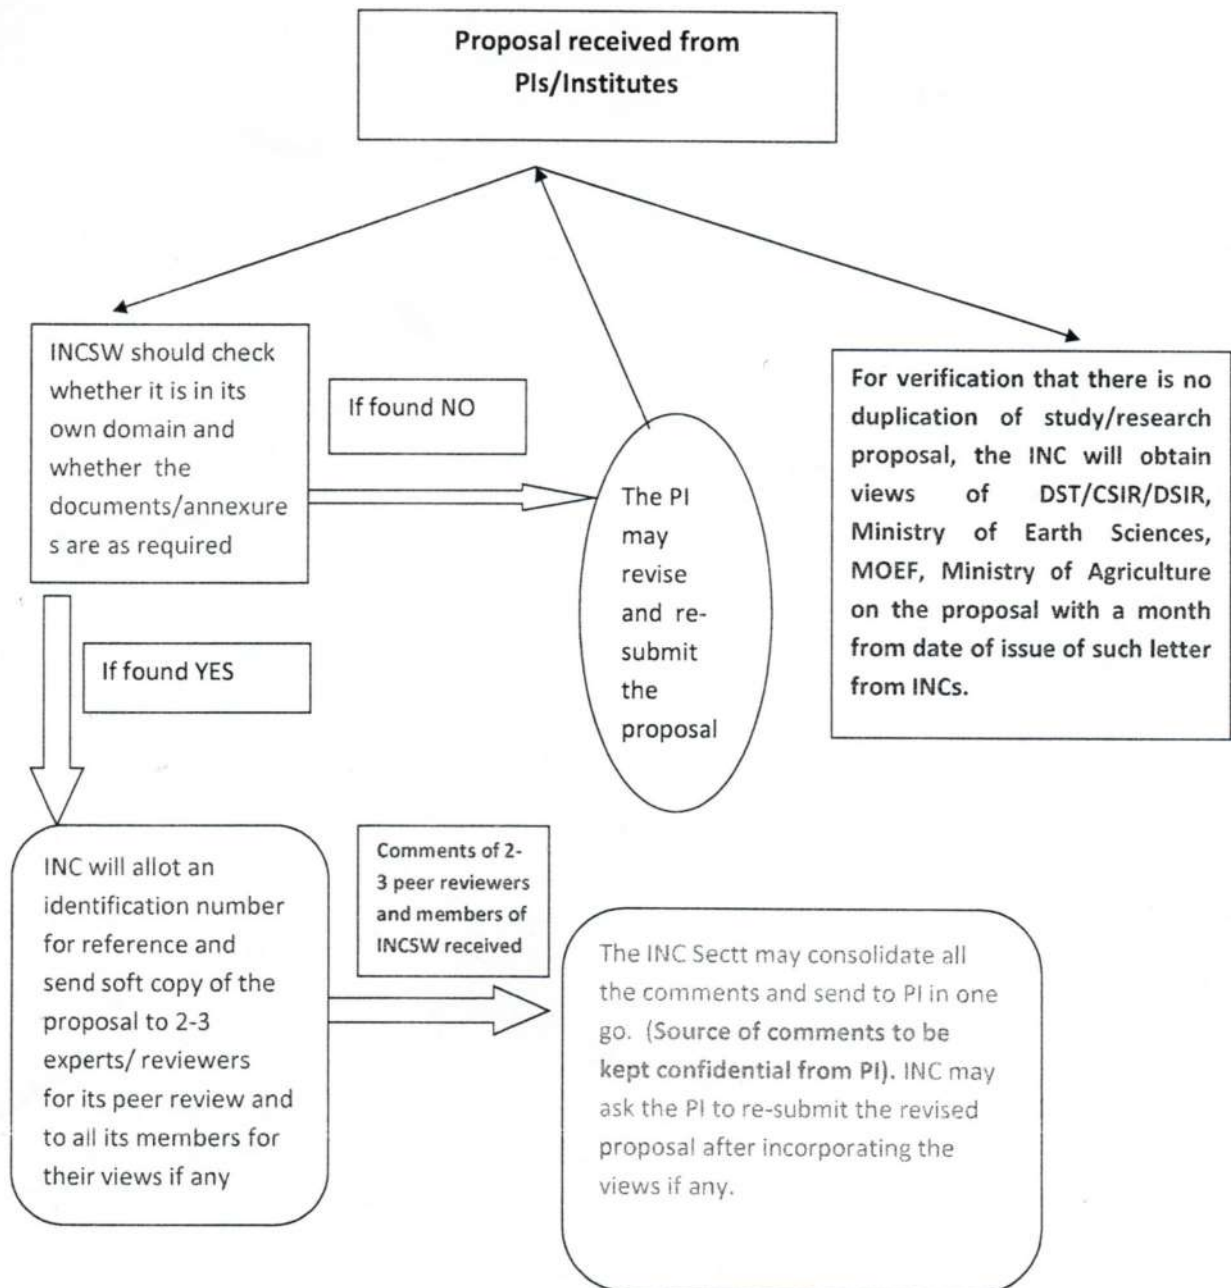 Proposal received from
PIs/Institutes
INCSW should check
whether it is in its
own domain and
whether the
documents/annexure
s are as required
If found NO
The PI
may
revise
and re-
submit
the
proposal
For verification that there is no
duplication of study/research
proposal, the INC will obtain
views of DST/CSIR/DSIR,
Ministry of Earth Sciences,
MOEF, Ministry of Agriculture
on the proposal with a month
from date of issue of such letter
from INCs.
If found YES
INC will allot an
identification number
for reference and
send soft copy of the
proposal to 2-3
experts/ reviewers
for its peer review and
to all its members for
their views if any
Comments of 2-
3 peer reviewers
and members of
INCSW received
The INC Sectt may consolidate all
the comments and send to PI in one
go. (Source of comments to be
kept confidential from PI). INC may
ask the PI to re-submit the revised
proposal after incorporating the
views if any.